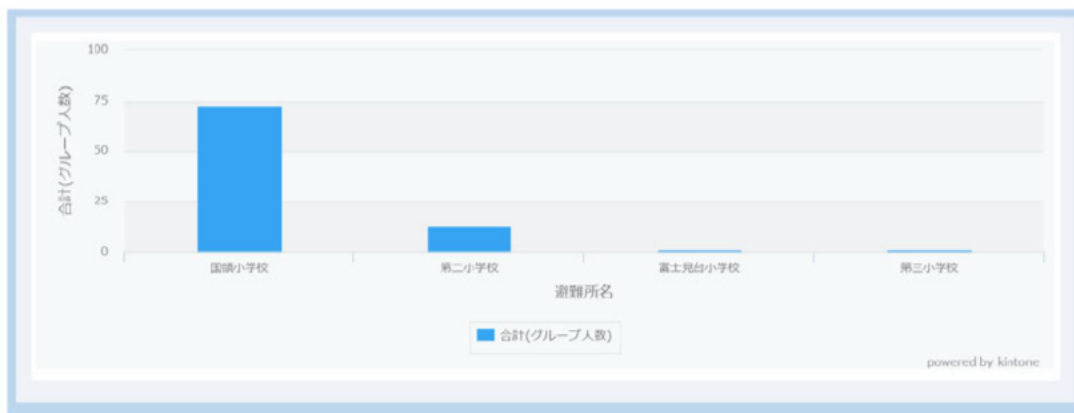 100
75
50
25
0
合計(グループ人数)
国領小学校
第二小学校
富士見台小学校
第三小学校
避難所名
合計(グループ人数)
powered by kintone